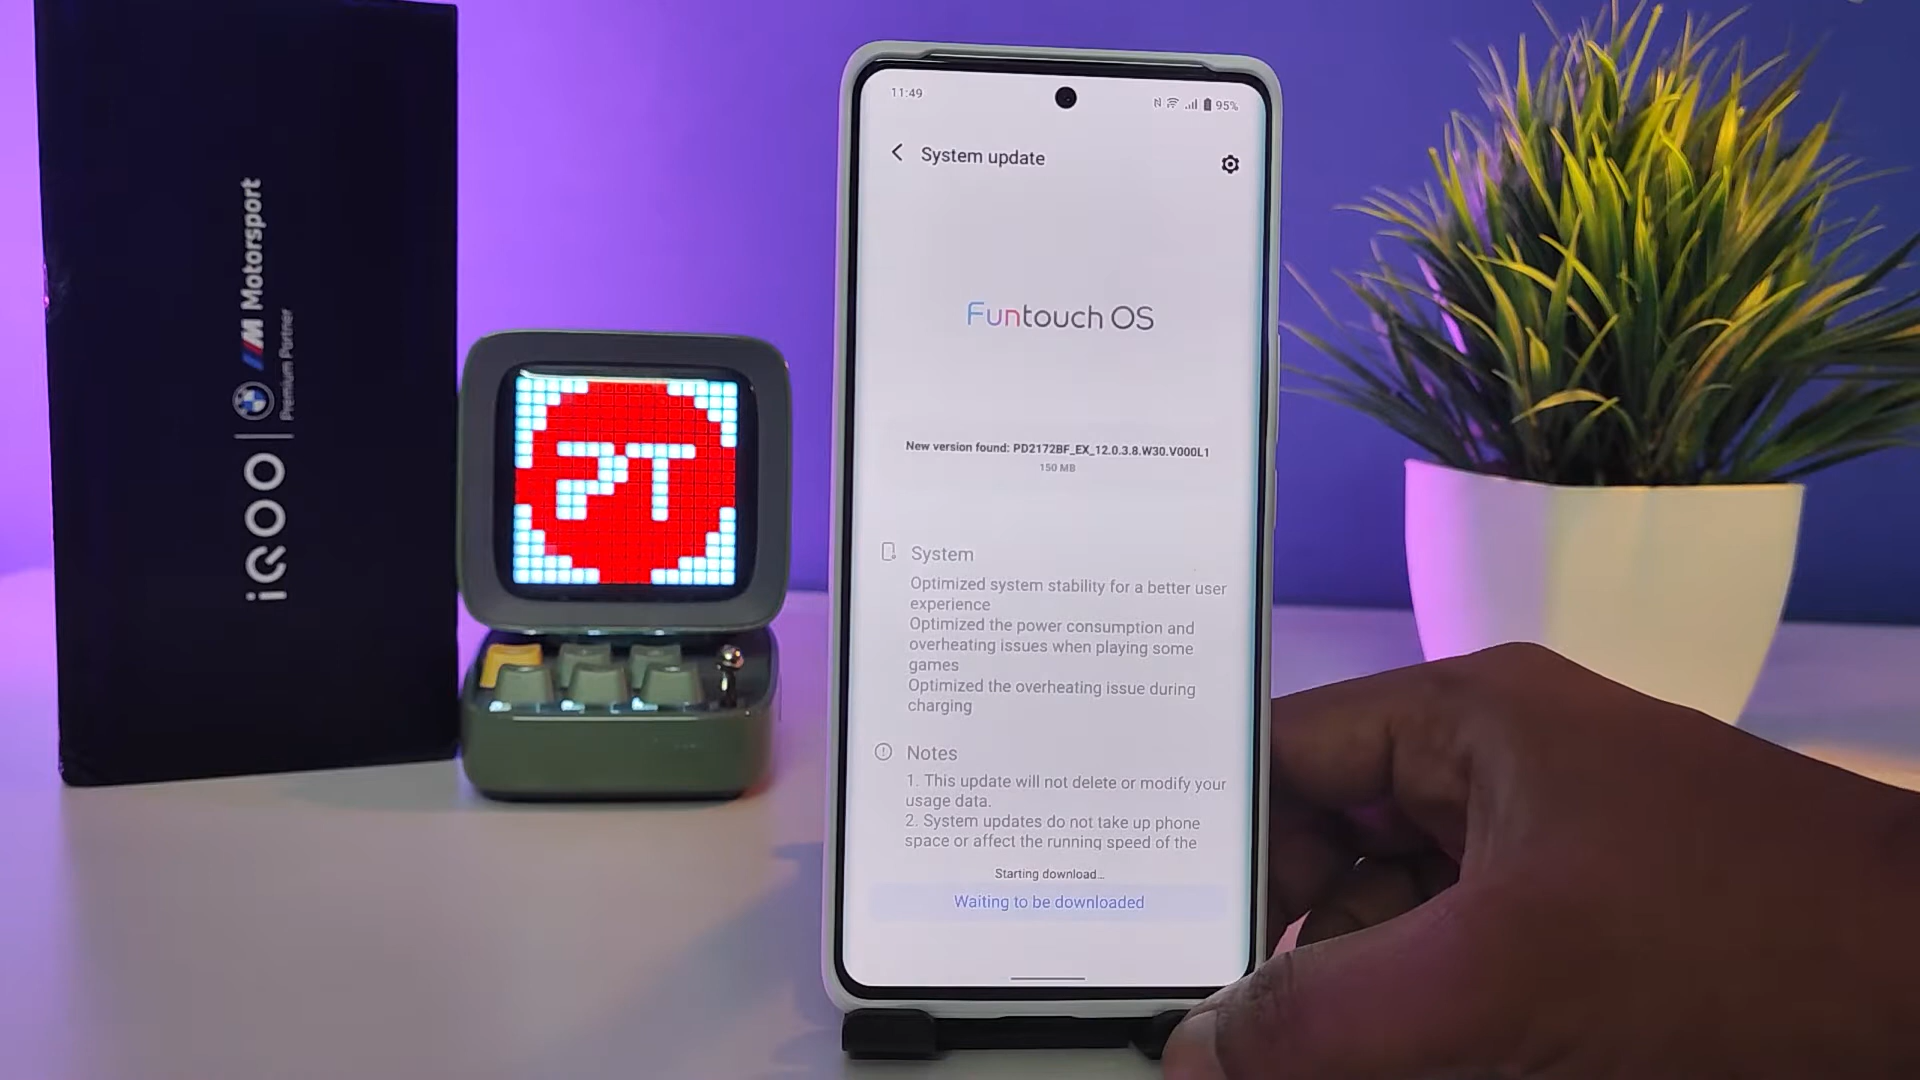 iQOO | M Motorsport
Premium Partner
PT
11:49
95%
System update
Funtouch OS
New version found: PD2172BF_EX_12.0.3.8.W30.V000L1
150 MB
System
Optimized system stability for a better user
experience
Optimized the power consumption and
overheating issues when playing some
games
Optimized the overheating issue during
charging
Notes
1. This update will not delete or modify your
usage data.
2. System updates do not take up phone
space or affect the running speed of the
Starting download...
Waiting to be downloaded